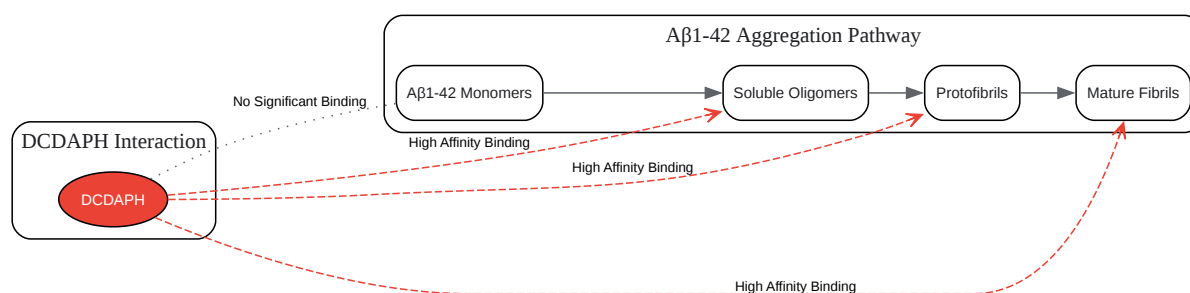 Aβ1-42 Aggregation Pathway
Aβ1-42 Monomers
Soluble Oligomers
Protofibrils
Mature Fibrils
No Significant Binding
DCDAPH Interaction
High Affinity Binding
High Affinity Binding
DCDAPH
High Affinity Binding